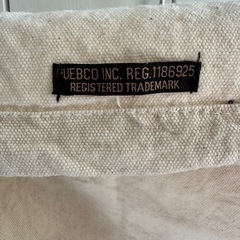 PUEBCO INC. REG.1186925
REGISTERED TRADEMARK